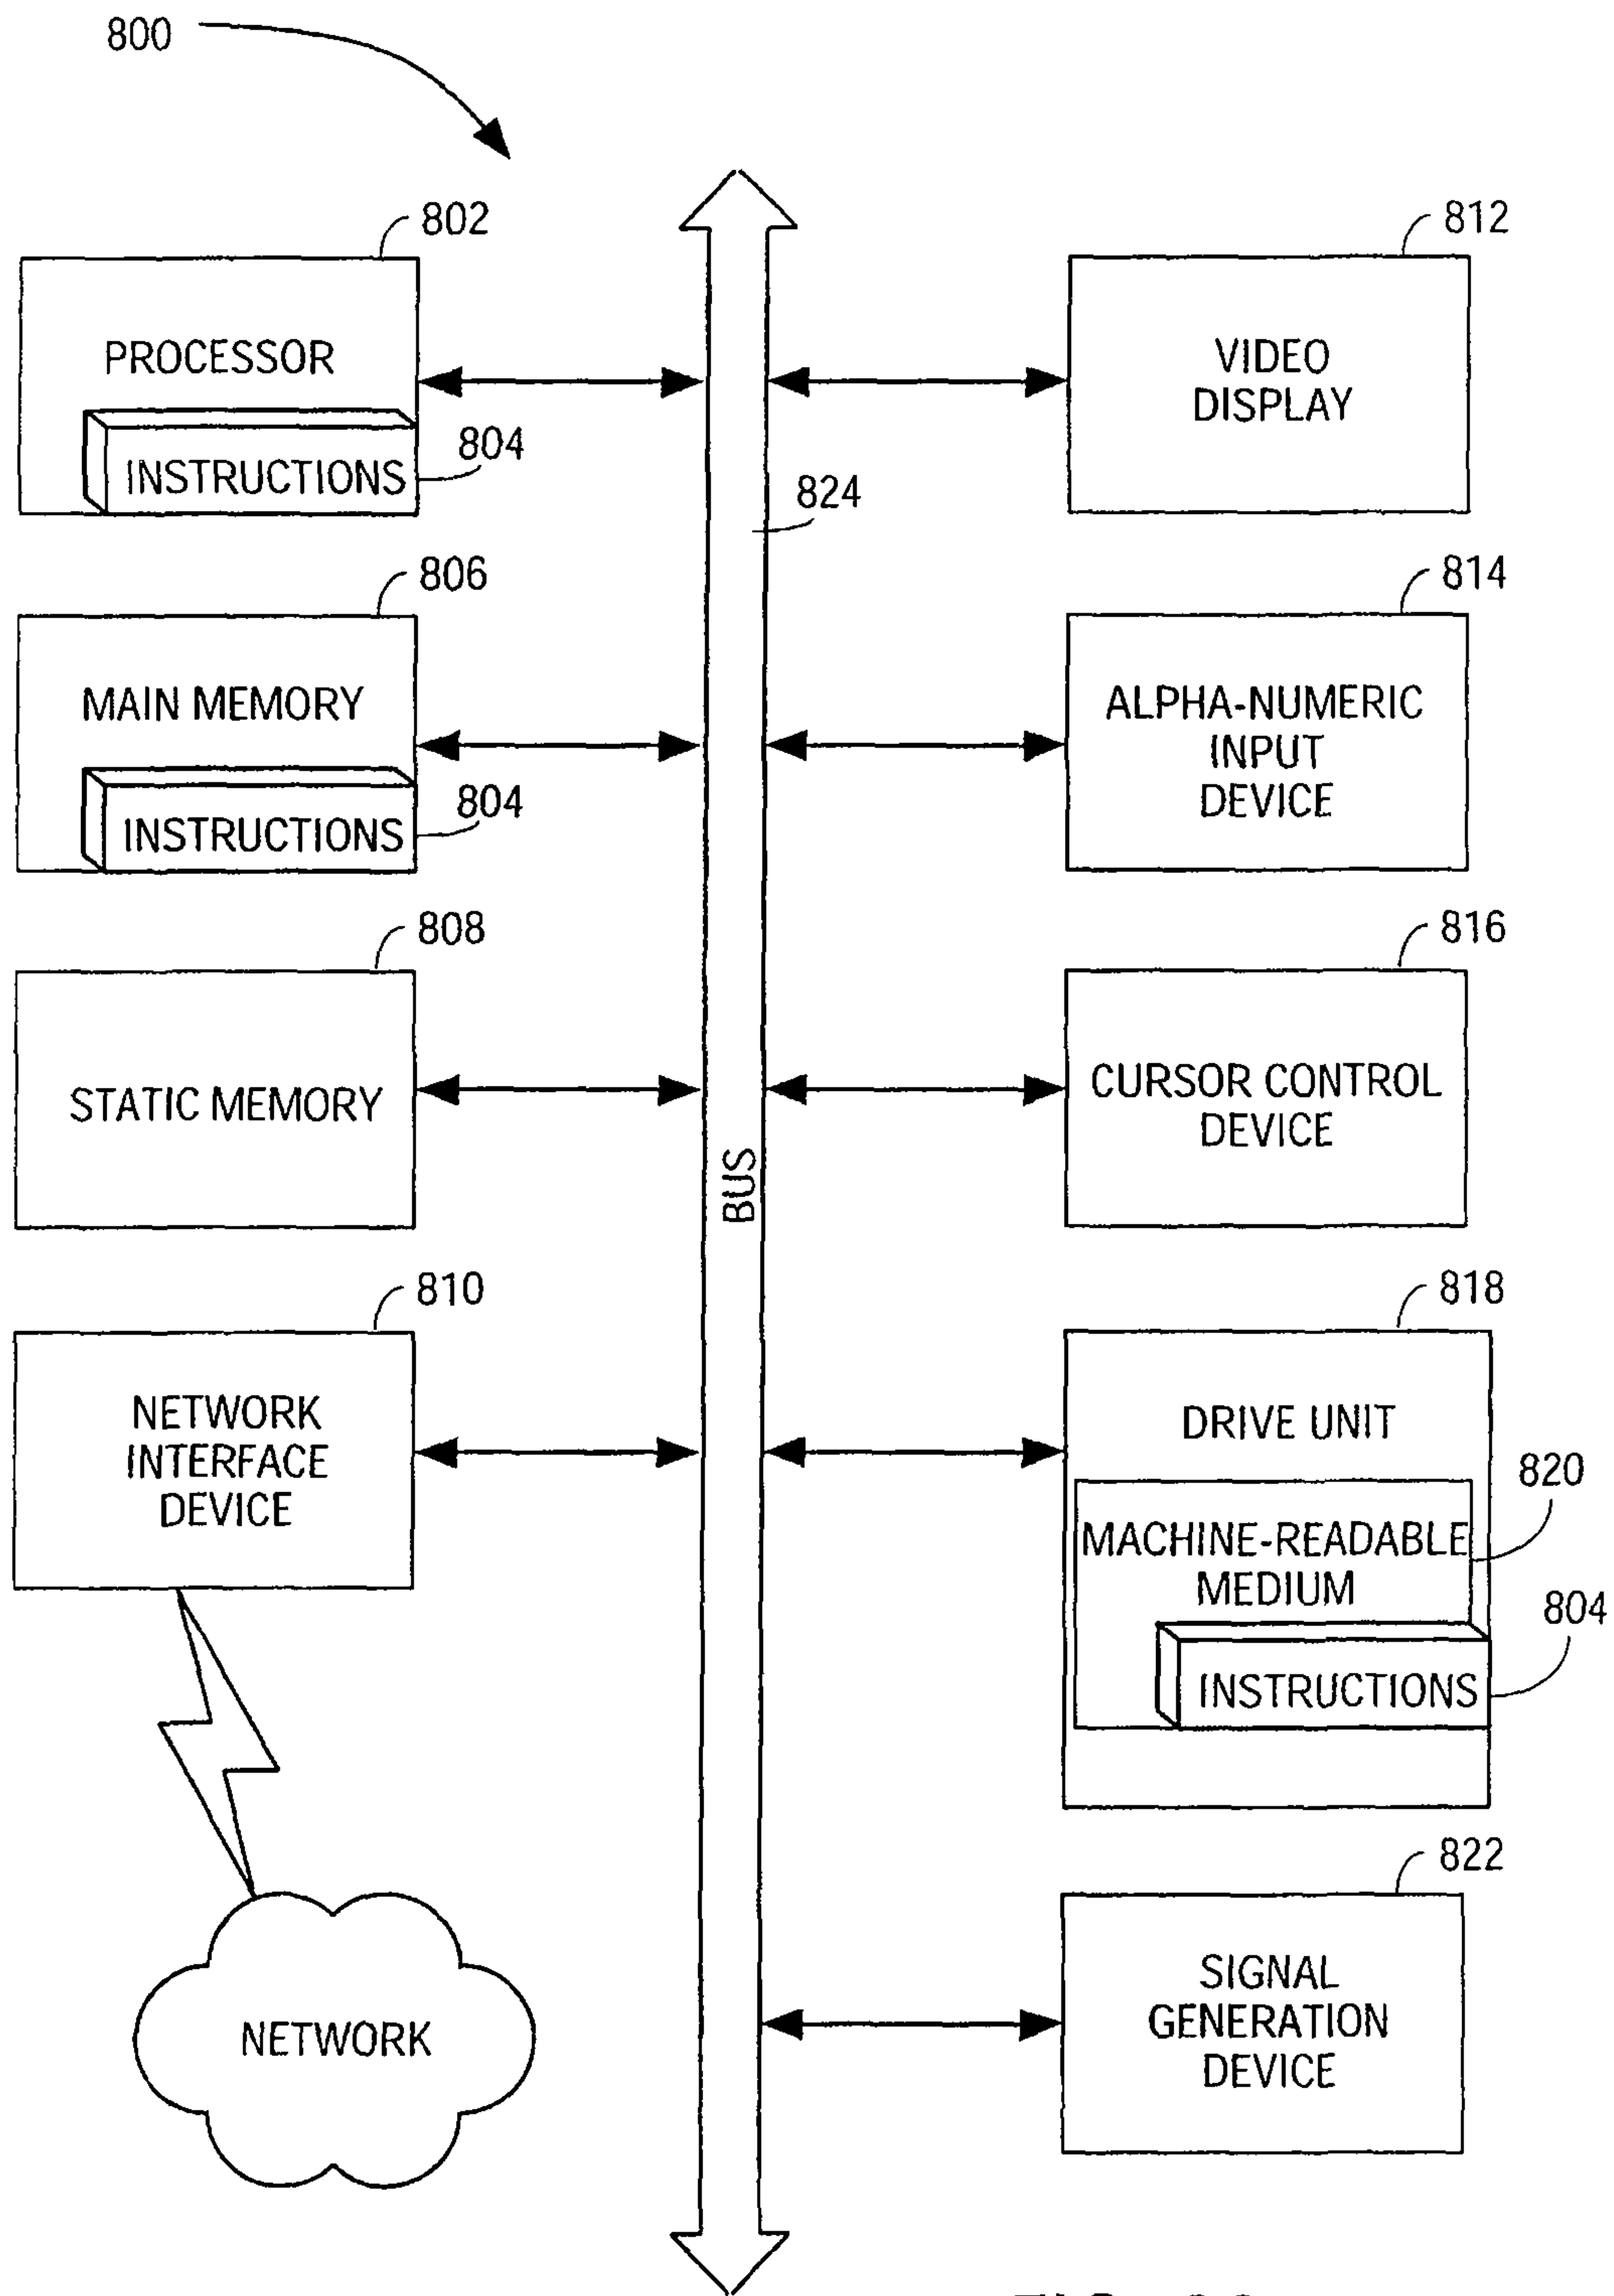 800
802
PROCESSOR
INSTRUCTIONS
804
806
MAIN MEMORY
INSTRUCTIONS
804
808
STATIC MEMORY
810
NETWORK
INTERFACE
DEVICE
NETWORK
824
BUS
812
VIDEO
DISPLAY
814
ALPHA-NUMERIC
INPUT
DEVICE
816
CURSOR CONTROL
DEVICE
818
DRIVE UNIT
820
MACHINE-READABLE
MEDIUM
804
INSTRUCTIONS
822
SIGNAL
GENERATION
DEVICE